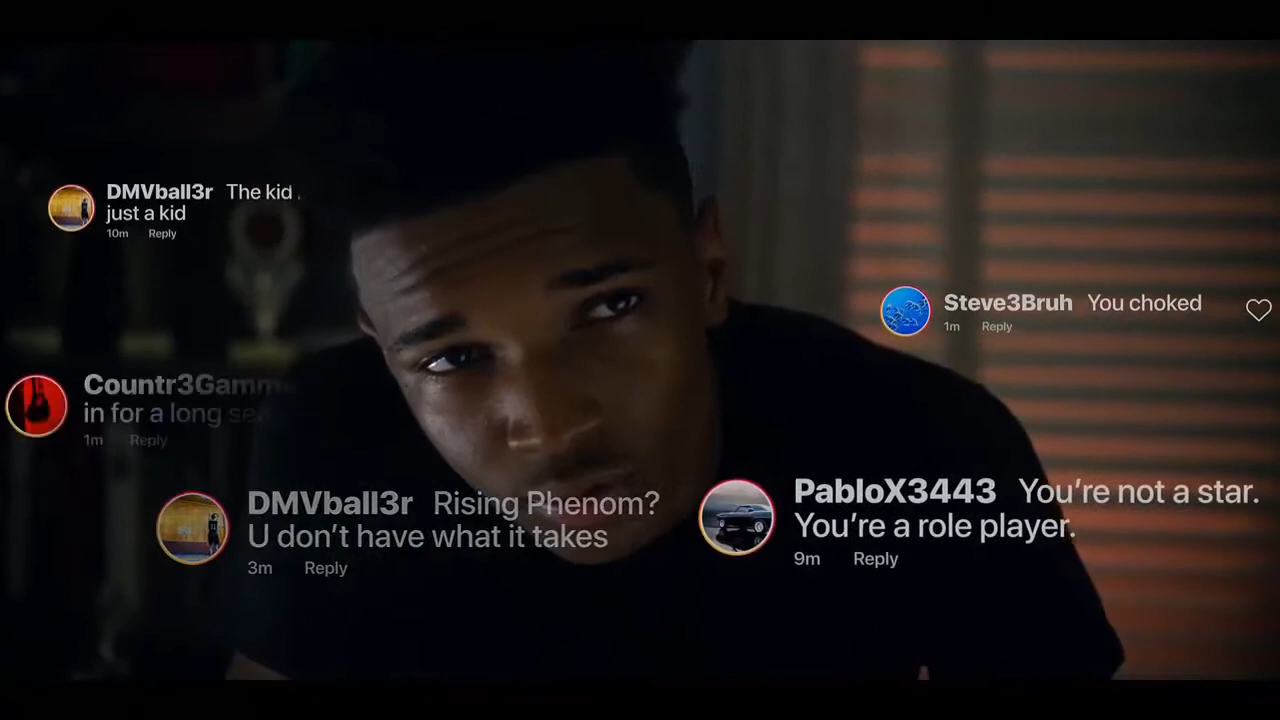 DMVball3r The kid
just a kid
10m Reply
Steve3Bruh You choked
1m Reply
Countr3Gamm
in for a long sea
1m Reply
DMVball3r Rising Phenom?
U don't have what it takes
3m Reply
PabloX3443 You’re not a star.
You’re a role player.
9m Reply